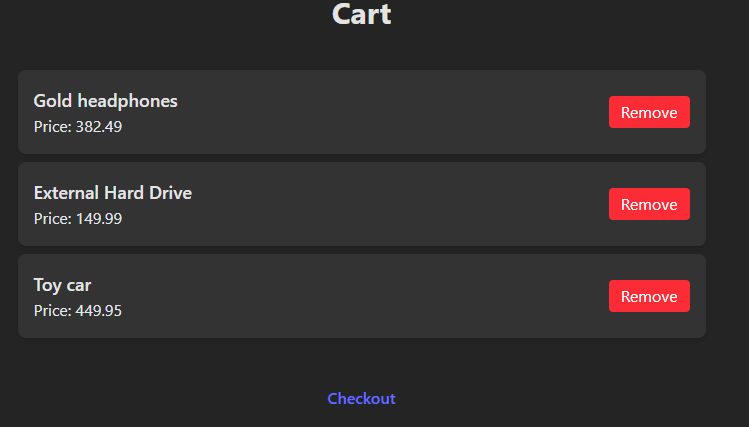 Cart
Gold headphones
Price: 382.49
Remove
External Hard Drive
Price: 149.99
Remove
Toy car
Price: 449.95
Remove
Checkout